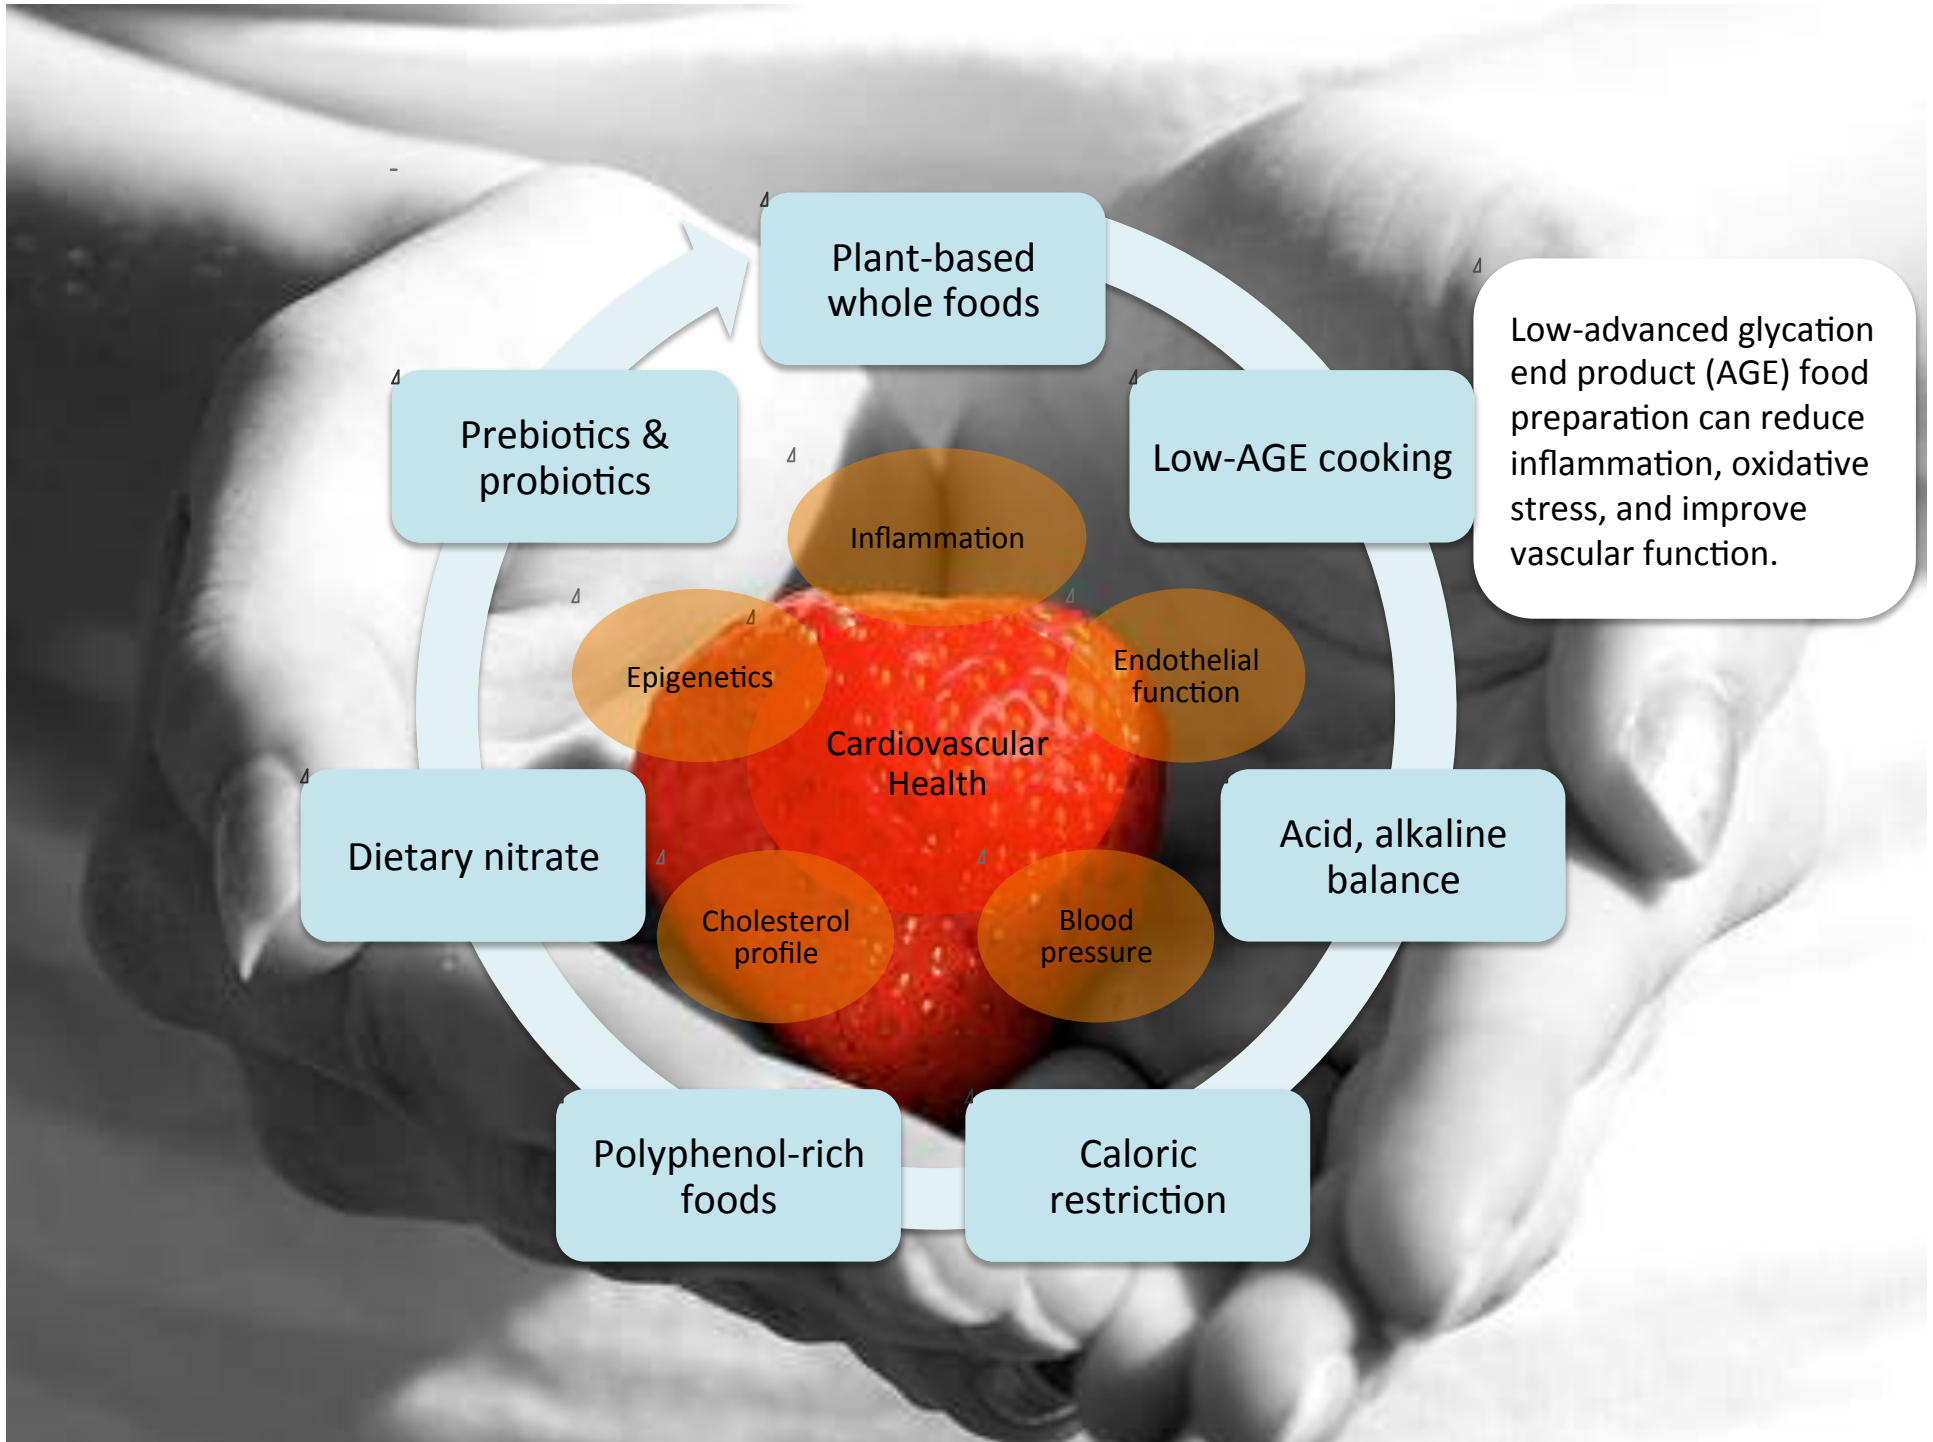 Plant-based
whole foods
Low-AGE cooking
Low-advanced glycation
end product (AGE) food
preparation can reduce
inflammation, oxidative
stress, and improve
vascular function.
Prebiotics &
probiotics
Inflammation
Epigenetics
Endothelial
function
Cardiovascular
Health
Acid, alkaline
balance
Dietary nitrate
Cholesterol
profile
Blood
pressure
Polyphenol-rich
foods
Caloric
restriction